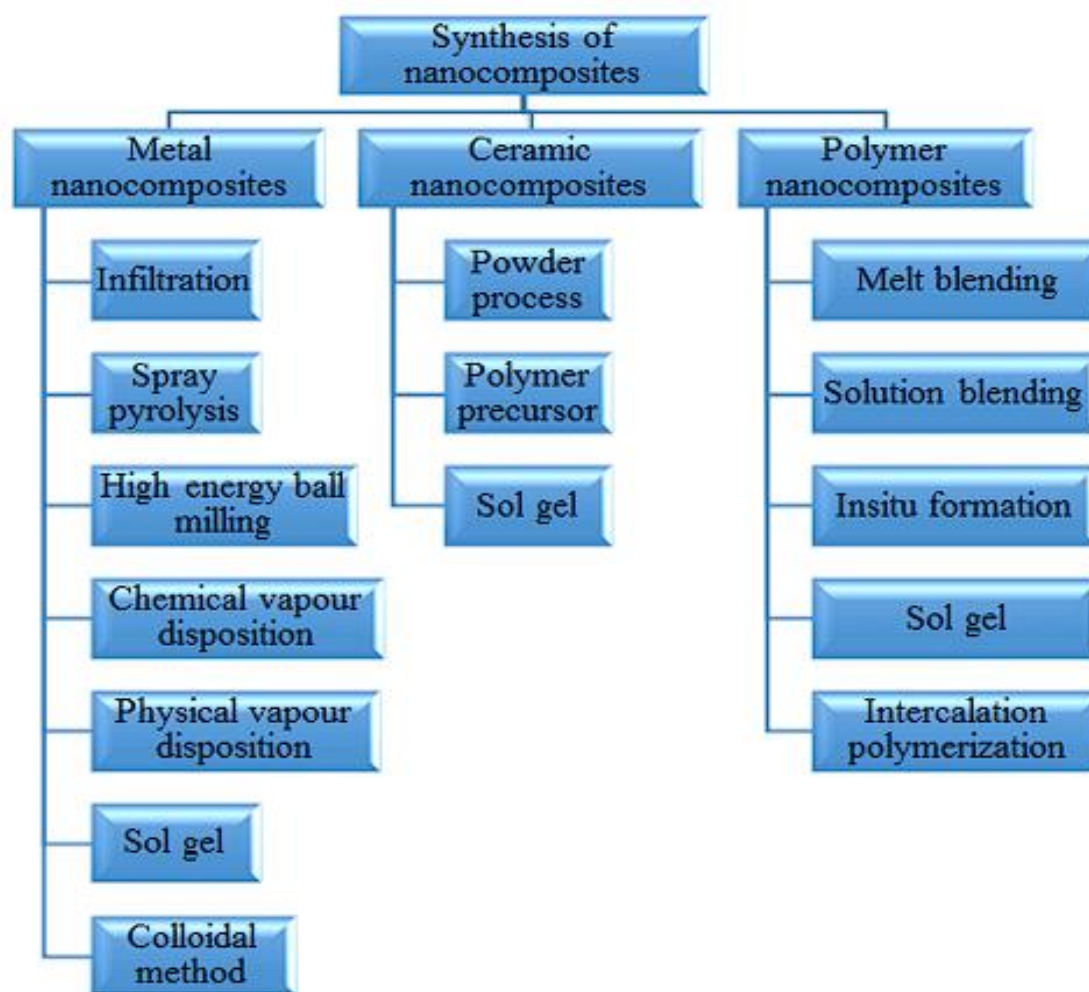 Synthesis of
nanocomposites
Metal
nanocomposites
Infiltration
Spray
pyrolysis
High energy ball
milling
Chemical vapour
disposition
Physical vapour
disposition
Sol gel
Colloidal
method
Ceramic
nanocomposites
Powder
process
Polymer
precursor
Sol gel
Polymer
nanocomposites
Melt blending
Solution blending
Insitu formation
Sol gel
Intercalation
polymerization